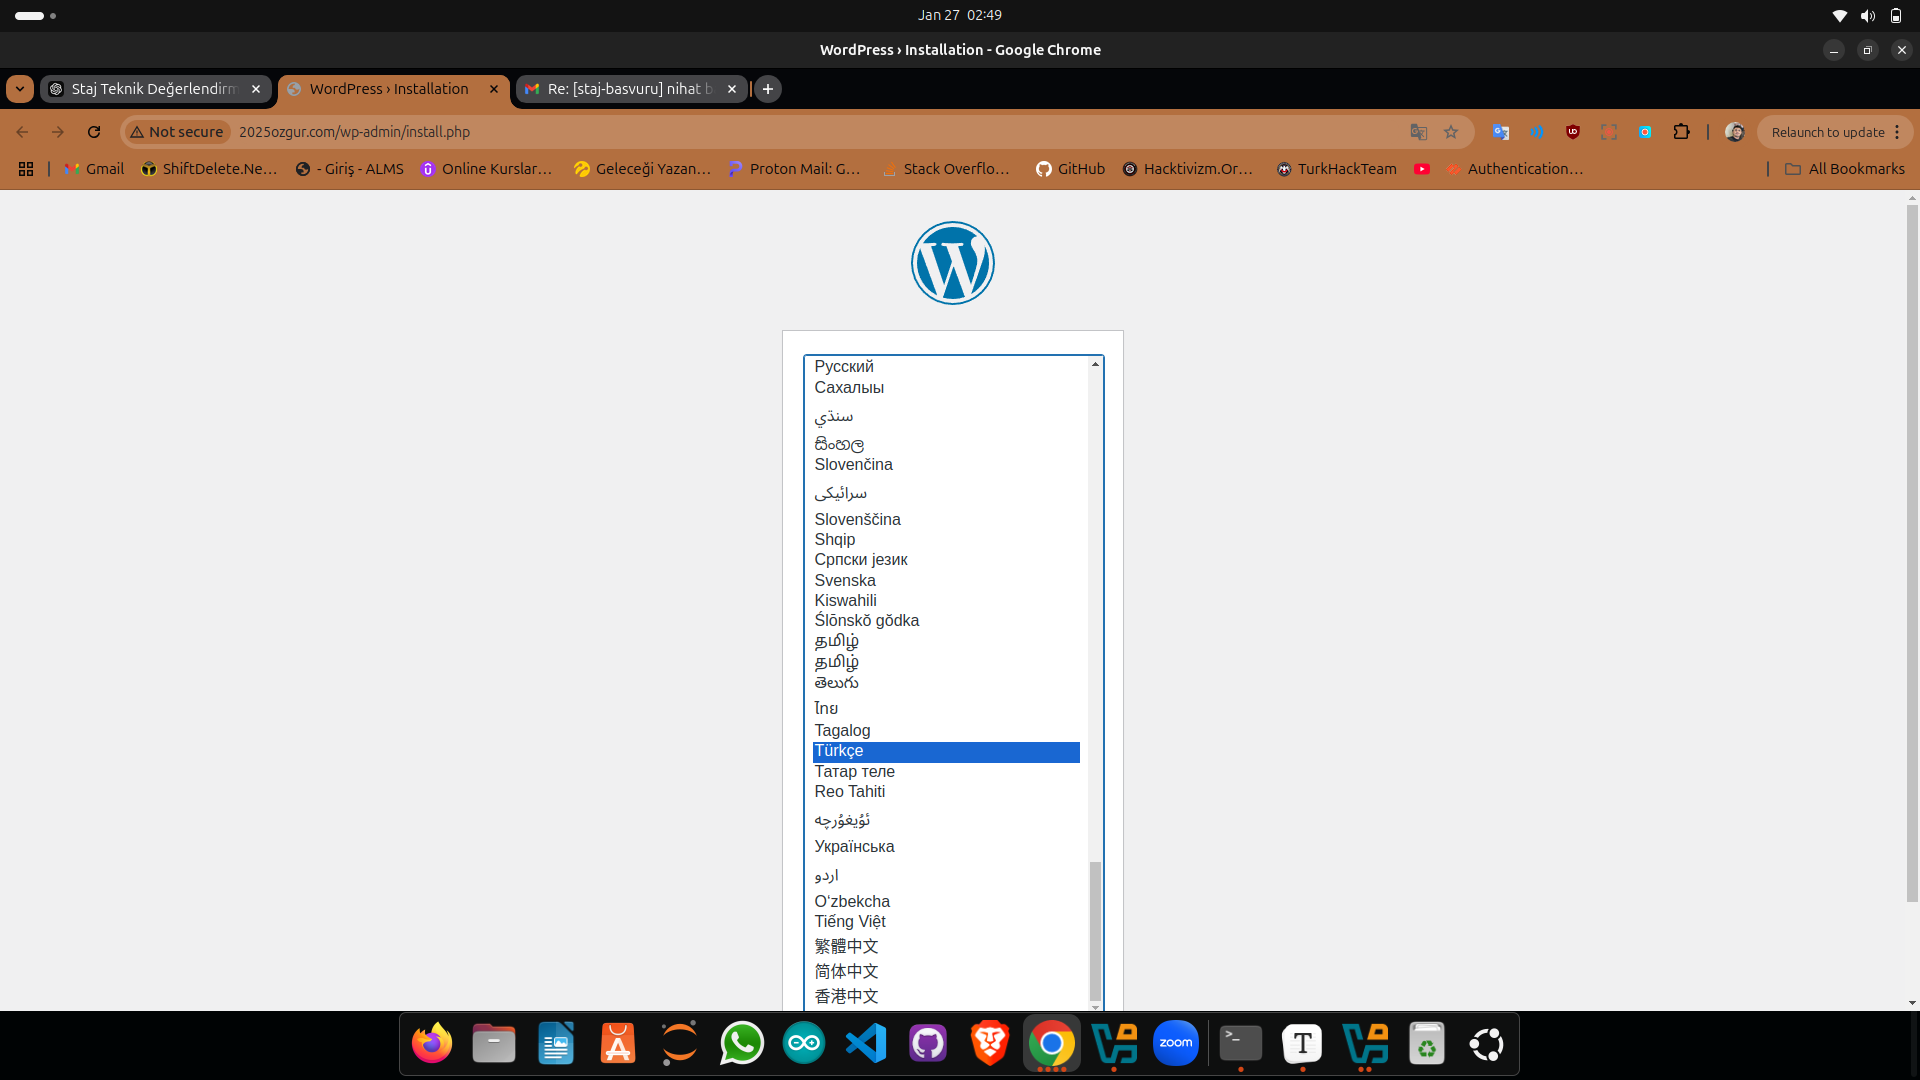 Jan 27 02:49
WordPress › Installation - Google Chrome
Staj Teknik Değerlendirm
WordPress › Installation
Re: [staj-basvuru] nihat b
Not secure
2025ozgur.com/wp-admin/install.php
Relaunch to update
Gmail
ShiftDelete.Ne...
- Giriş - ALMS
Online Kurslar...
Geleceği Yazan...
Proton Mail: G...
Stack Overflo...
GitHub
Hacktivizm.Or...
TurkHackTeam
Authentication...
All Bookmarks
Русский
Сахалыы
سنڌي
සිංහල
Slovenčina
سرائیکی
Slovenščina
Shqip
Српски језик
Svenska
Kiswahili
Ślōnskŏ gŏdka
தமிழ்
தமிழ்
తెలుగు
ไทย
Tagalog
Türkçe
Татар теле
Reo Tahiti
ئۇيغۇرچە
Українська
اردو
O‘zbekcha
Tiếng Việt
繁體中文
简体中文
香港中文
zoom